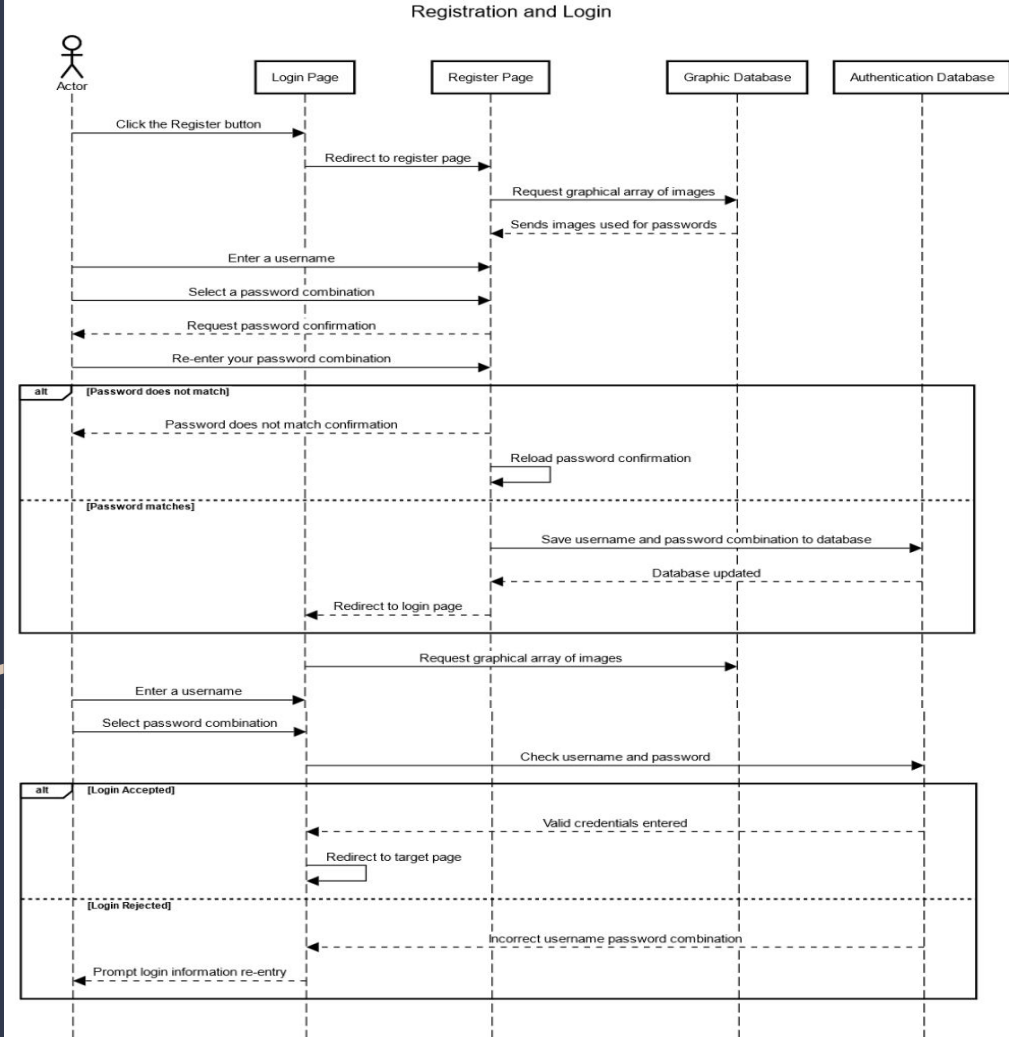 Registration and Login
Actor
Login Page
Register Page
Graphic Database
Authentication Database
Click the Register button
Redirect to register page
Request graphical array of images
Sends images used for passwords
Enter a username
Select a password combination
Request password confirmation
Re-enter your password combination
alt [Password does not match]
Password does not match confirmation
Reload password confirmation
[Password matches]
Save username and password combination to database
Database updated
Redirect to login page
Request graphical array of images
Enter a username
Select password combination
Check username and password
alt [Login Accepted]
Valid credentials entered
Redirect to target page
[Login Rejected]
Incorrect username password combination
Prompt login information re-entry